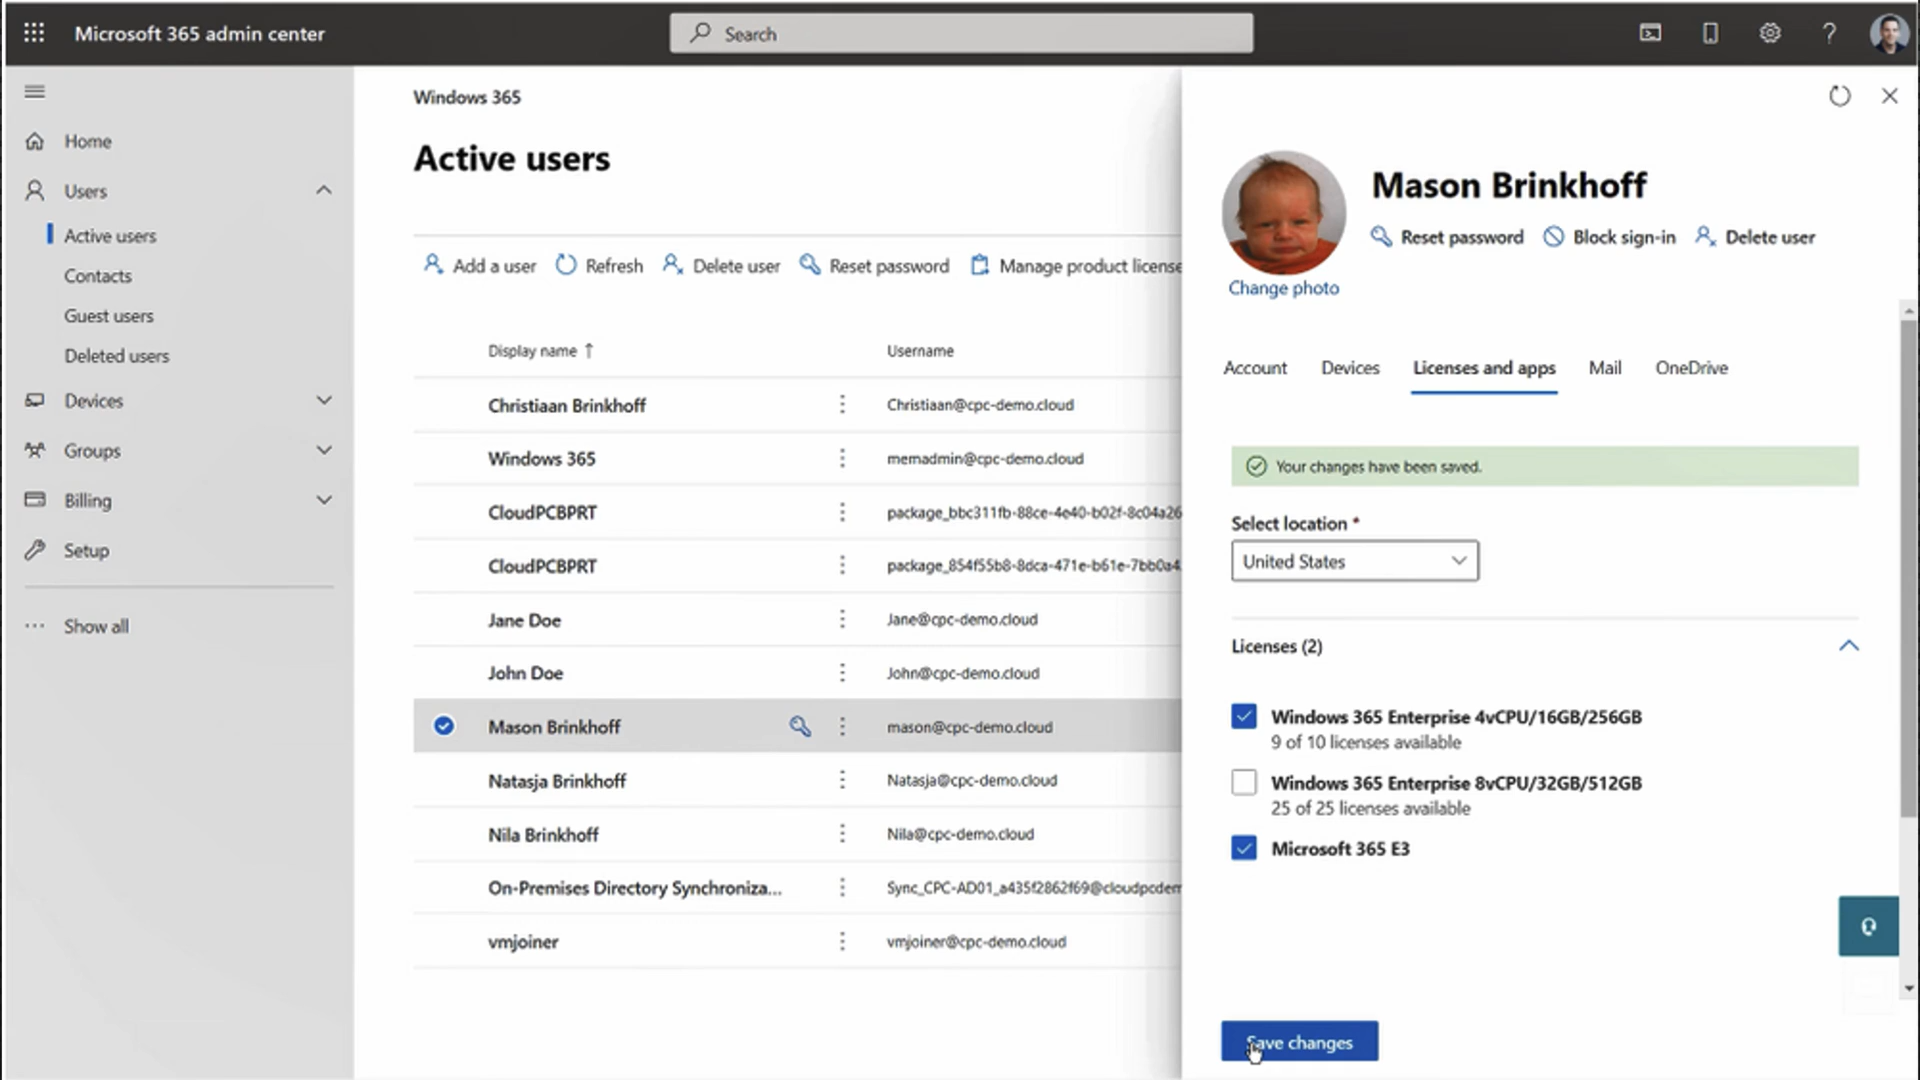 Microsoft 365 admin center
Search
?
Home
Users
Active users
Contacts
Guest users
Deleted users
Devices
Groups
Billing
Setup
Show all
Windows 365
Active users
Add a user
Refresh
Delete user
Reset password
Manage product license
Display name ↑
Username
Christiaan Brinkhoff
Christiaan@cpc-demo.cloud
Windows 365
memadmin@cpc-demo.cloud
CloudPCBPRT
package_bbc311fb-88ce-4e40-b02f-8c04a26
CloudPCBPRT
package_854f55b8-8dca-471e-b61e-7bb0a4
Jane Doe
Jane@cpc-demo.cloud
John Doe
John@cpc-demo.cloud
Mason Brinkhoff
mason@cpc-demo.cloud
Natasja Brinkhoff
Natasja@cpc-demo.cloud
Nila Brinkhoff
Nila@cpc-demo.cloud
On-Premises Directory Synchroniza...
Sync_CPC-AD01_a435f2862f69@cloudpcdem
vmjoiner
vmjoiner@cpc-demo.cloud
Mason Brinkhoff
Reset password
Block sign-in
Delete user
Change photo
Account
Devices
Licenses and apps
Mail
OneDrive
Your changes have been saved.
Select location *
United States
Licenses (2)
Windows 365 Enterprise 4vCPU/16GB/256GB
9 of 10 licenses available
Windows 365 Enterprise 8vCPU/32GB/512GB
25 of 25 licenses available
Microsoft 365 E3
Save changes